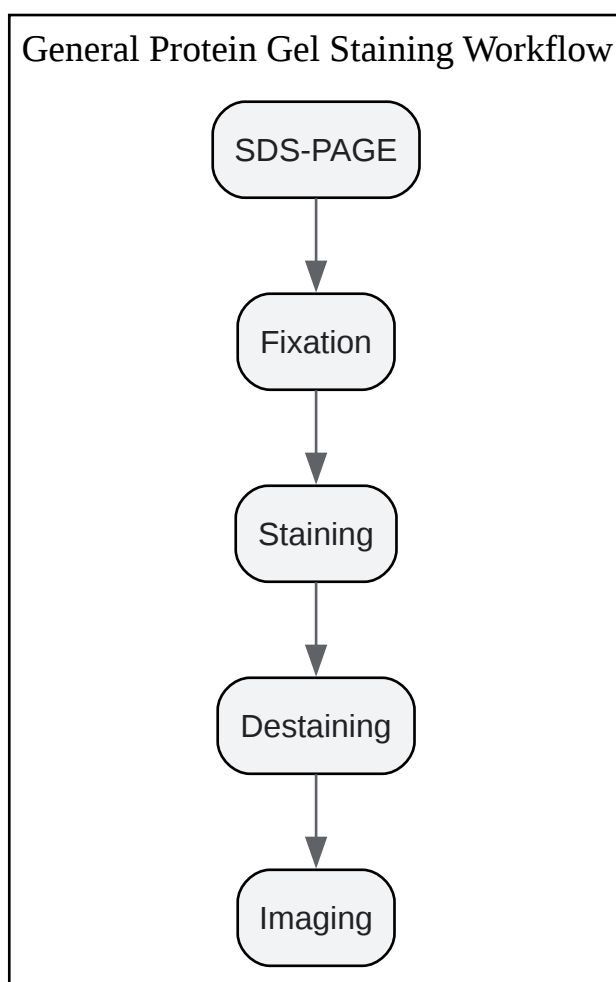 General Protein Gel Staining Workflow
SDS-PAGE
Fixation
Staining
Destaining
Imaging